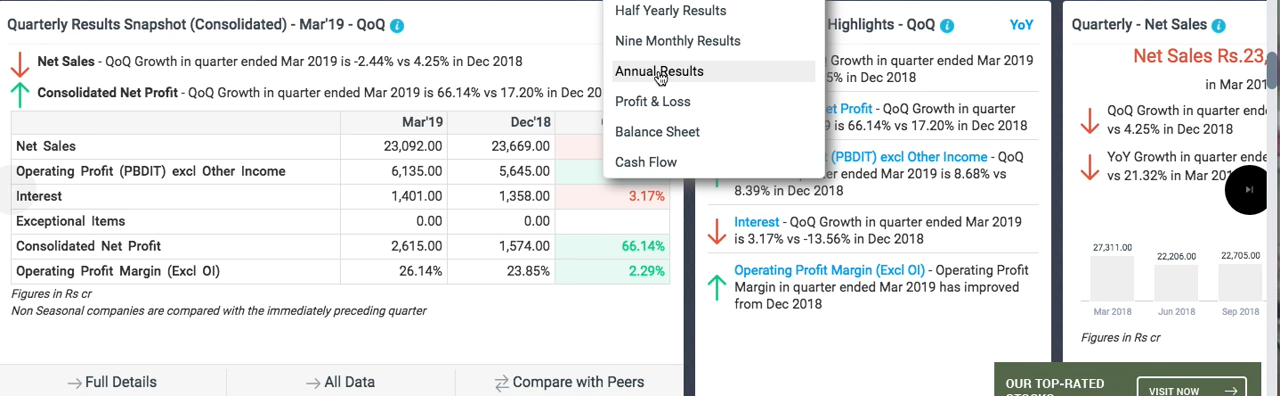 Quarterly Results Snapshot (Consolidated) - Mar'19 - QoQ
Net Sales - QoQ Growth in quarter ended Mar 2019 is -2.44% vs 4.25% in Dec 2018
Consolidated Net Profit - QoQ Growth in quarter ended Mar 2019 is 66.14% vs 17.20% in Dec 20
Mar'19 Dec'18
Net Sales 23,092.00 23,669.00
Operating Profit (PBDIT) excl Other Income 6,135.00 5,645.00
Interest 1,401.00 1,358.00 3.17%
Exceptional Items 0.00 0.00
Consolidated Net Profit 2,615.00 1,574.00 66.14%
Operating Profit Margin (Excl OI) 26.14% 23.85% 2.29%
Figures in Rs cr
Non Seasonal companies are compared with the immediately preceding quarter
Full Details
All Data
Compare with Peers
Half Yearly Results
Nine Monthly Results
Annual Results
Profit & Loss
Balance Sheet
Cash Flow
Highlights - QoQ
YoY
Growth in quarter ended Mar 2019
5% in Dec 2018
et Profit - QoQ Growth in quarter
9 is 66.14% vs 17.20% in Dec 2018
(PBDIT) excl Other Income - QoQ
er ended Mar 2019 is 8.68% vs
8.39% in Dec 2018
Interest - QoQ Growth in quarter ended Mar 2019
is 3.17% vs -13.56% in Dec 2018
Operating Profit Margin (Excl OI) - Operating Profit
Margin in quarter ended Mar 2019 has improved
from Dec 2018
Quarterly - Net Sales
Net Sales Rs.23,
in Mar 201
QoQ Growth in quarter ende
vs 4.25% in Dec 2018
YoY Growth in quarter ende
vs 21.32% in Mar 201
27,311.00
22,206.00
22,705.00
Mar 2018
Jun 2018
Sep 2018
Figures in Rs cr
OUR TOP-RATED
STOCKS
VISIT NOW